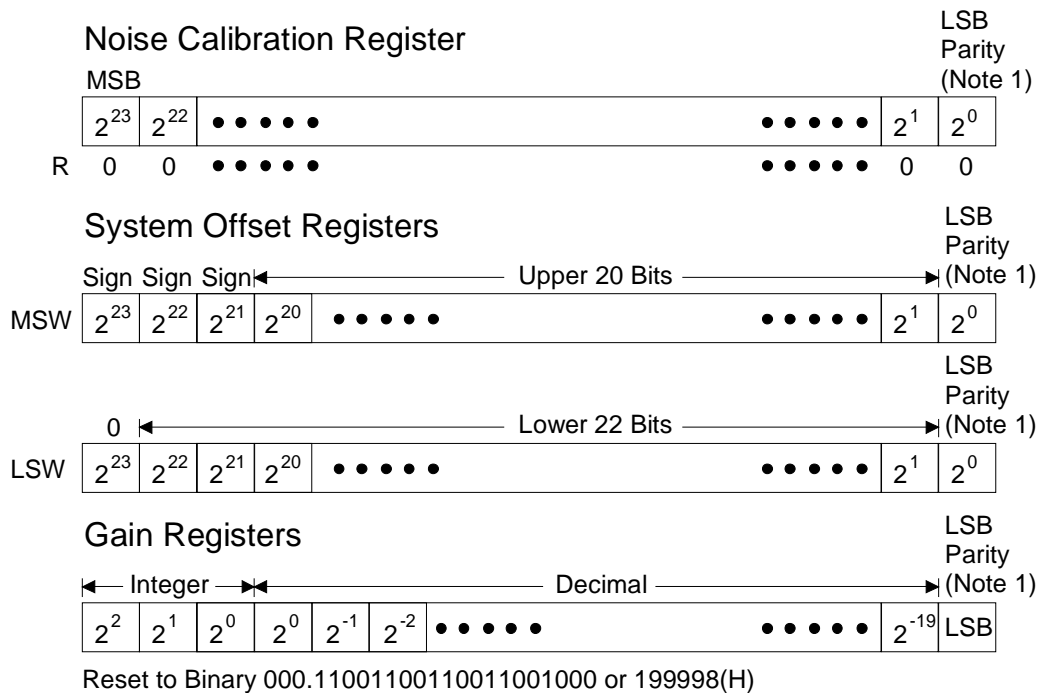 Noise Calibration Register
LSB
Parity
(Note 1)
MSB
2^23 2^22 • • • • • • • • • • 2^1 2^0
R 0 0 • • • • • • • • • • 0 0
System Offset Registers
LSB
Parity
(Note 1)
Sign Sign Sign Upper 20 Bits
MSW 2^23 2^22 2^21 2^20 • • • • • • • • • • 2^1 2^0
LSB
Parity
(Note 1)
0 Lower 22 Bits
LSW 2^23 2^22 2^21 2^20 • • • • • • • • • • 2^1 2^0
Gain Registers
LSB
Parity
(Note 1)
Integer Decimal
2^2 2^1 2^0 2^0 2^-1 2^-2 • • • • • • • • • • 2^-19 LSB
Reset to Binary 000.11001100110011001000 or 199998(H)